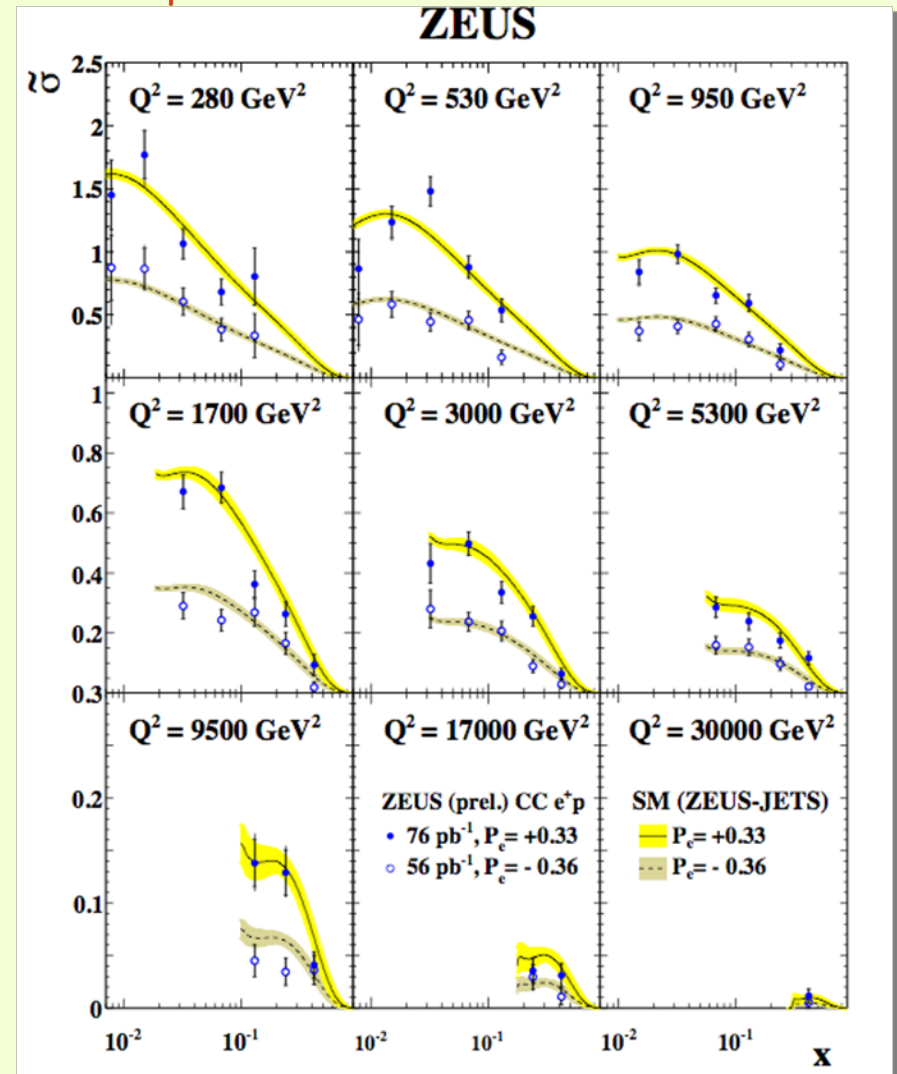 ZEUS
σ̃
2.5
Q² = 280 GeV²
Q² = 530 GeV²
Q² = 950 GeV²
2
1.5
1
0.5
1
Q² = 1700 GeV²
Q² = 3000 GeV²
Q² = 5300 GeV²
0.8
0.6
0.4
0.2
0.3
Q² = 9500 GeV²
Q² = 17000 GeV²
Q² = 30000 GeV²
0.2
ZEUS (prel.) CC e⁺p
76 pb⁻¹, Pₑ= +0.33
56 pb⁻¹, Pₑ= - 0.36
SM (ZEUS-JETS)
Pₑ= +0.33
Pₑ= - 0.36
0.1
0
10⁻² 10⁻¹ 10⁻² 10⁻¹ 10⁻² 10⁻¹
x